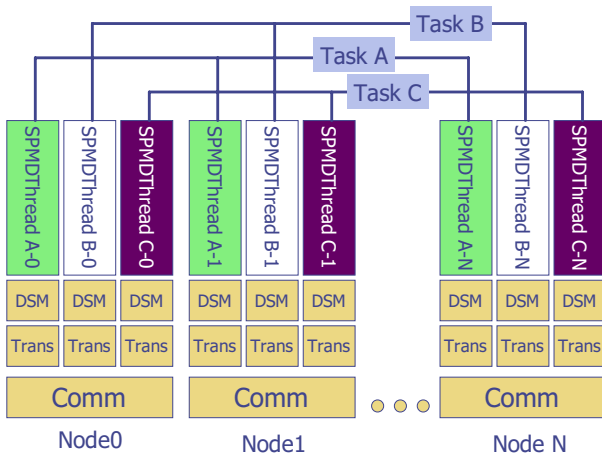 Task B
Task A
Task C
SPMDThread A-0
SPMDThread B-0
SPMDThread C-0
SPMDThread A-1
SPMDThread B-1
SPMDThread C-1
SPMDThread A-N
SPMDThread B-N
SPMDThread C-N
DSM DSM DSM DSM DSM DSM DSM DSM DSM
Trans Trans Trans Trans Trans Trans Trans Trans Trans
Comm Comm Comm
Node0 Node1 Node N